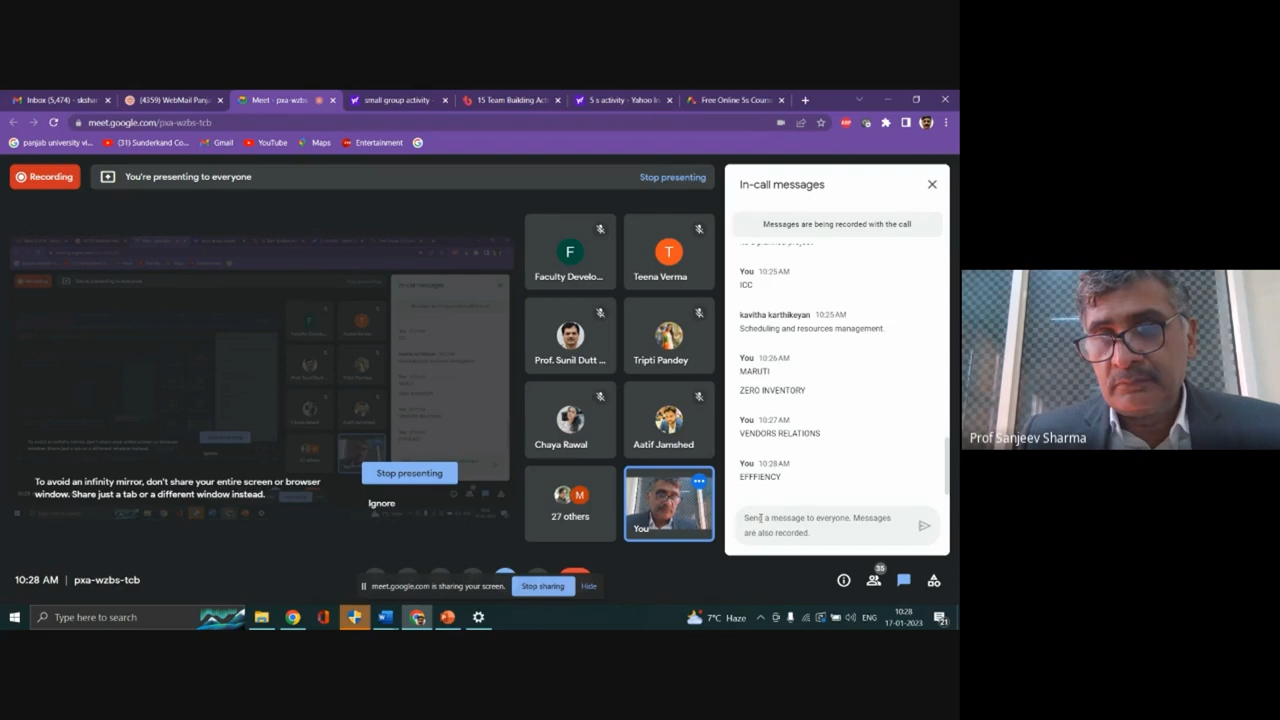 Inbox (5,474) - skshar
(4359) WebMail Panja
Meet - pxa-wzbs
small group activity -
15 Team Building Act
5 s activity - Yahoo In
Free Online 5s Cours
meet.google.com/pxa-wzbs-tcb
panjab university vi...
(31) Sunderkand Co...
Gmail
YouTube
Maps
Entertainment
Recording
You're presenting to everyone
Stop presenting
In-call messages
Messages are being recorded with the call
You 10:25 AM
ICC
kavitha karthikeyan 10:25 AM
Scheduling and resources management.
You 10:26 AM
MARUTI
ZERO INVENTORY
You 10:27 AM
VENDORS RELATIONS
You 10:28 AM
EFFFIENCY
Send a message to everyone. Messages
are also recorded.
F
Faculty Develo...
T
Teena Verma
Prof. Sunil Dutt ...
Tripti Pandey
Chaya Rawal
Aatif Jamshed
M
27 others
You
To avoid an infinity mirror, don't share your entire screen or browser
window. Share just a tab or a different window instead.
Stop presenting
Ignore
10:28 AM | pxa-wzbs-tcb
meet.google.com is sharing your screen.
Stop sharing
Hide
35
Type here to search
7°C Haze
ENG
10:28
17-01-2023
21
Prof Sanjeev Sharma